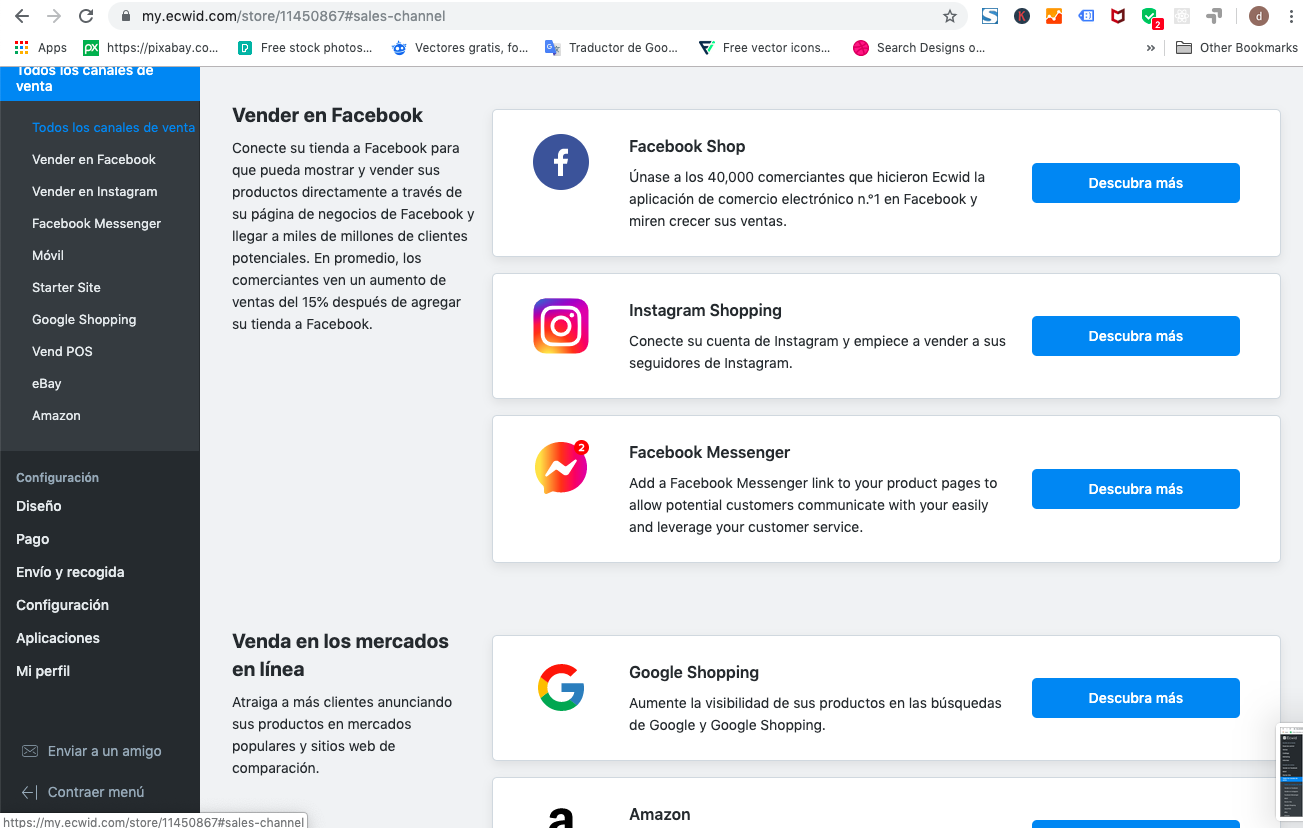 my.ecwid.com/store/11450867#sales-channel
2
d
Apps
https://pixabay.co...
Free stock photos...
Vectores gratis, fo...
Traductor de Goo...
Free vector icons...
Search Designs o...
»
Other Bookmarks
Todos los canales de
venta
Todos los canales de venta
Vender en Facebook
Vender en Instagram
Facebook Messenger
Móvil
Starter Site
Google Shopping
Vend POS
eBay
Amazon
Configuración
Diseño
Pago
Envío y recogida
Configuración
Aplicaciones
Mi perfil
Enviar a un amigo
Contraer menú
https://my.ecwid.com/store/11450867#sales-channel
Vender en Facebook
Conecte su tienda a Facebook para
que pueda mostrar y vender sus
productos directamente a través de
su página de negocios de Facebook y
llegar a miles de millones de clientes
potenciales. En promedio, los
comerciantes ven un aumento de
ventas del 15% después de agregar
su tienda a Facebook.
Facebook Shop
Únase a los 40,000 comerciantes que hicieron Ecwid la
aplicación de comercio electrónico n.°1 en Facebook y
miren crecer sus ventas.
Descubra más
Instagram Shopping
Conecte su cuenta de Instagram y empiece a vender a sus
seguidores de Instagram.
Descubra más
2
Facebook Messenger
Add a Facebook Messenger link to your product pages to
allow potential customers communicate with your easily
and leverage your customer service.
Descubra más
Venda en los mercados
en línea
Atraiga a más clientes anunciando
sus productos en mercados
populares y sitios web de
comparación.
Google Shopping
Aumente la visibilidad de sus productos en las búsquedas
de Google y Google Shopping.
Descubra más
Amazon